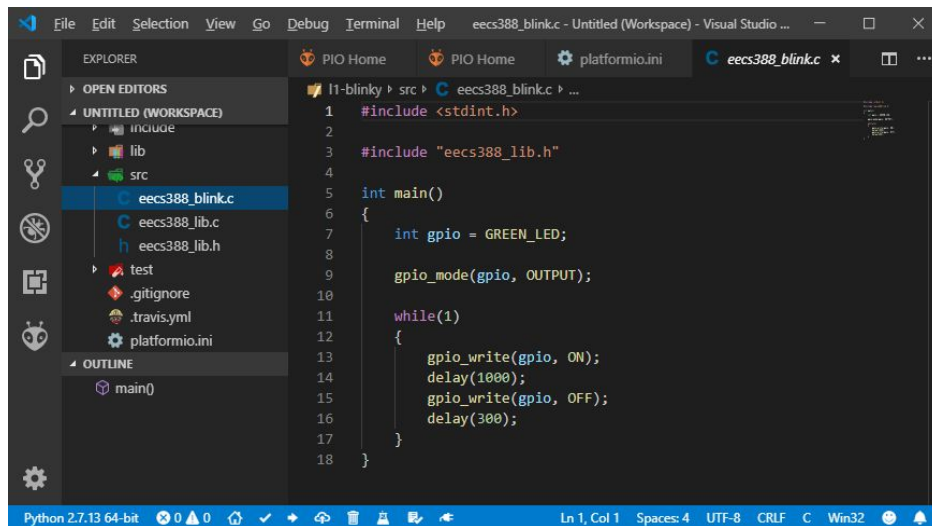 File Edit Selection View Go Debug Terminal Help eecs388_blink.c - Untitled (Workspace) - Visual Studio ...
EXPLORER
OPEN EDITORS
UNTITLED (WORKSPACE)
include
lib
src
C eecs388_blink.c
C eecs388_lib.c
h eecs388_lib.h
test
.gitignore
.travis.yml
platformio.ini
OUTLINE
main()
PIO Home PIO Home platformio.ini C eecs388_blink.c
l1-blinky src C eecs388_blink.c ...
1 #include <stdint.h>
2
3 #include "eecs388_lib.h"
4
5 int main()
6 {
7 int gpio = GREEN_LED;
8
9 gpio_mode(gpio, OUTPUT);
10
11 while(1)
12 {
13 gpio_write(gpio, ON);
14 delay(1000);
15 gpio_write(gpio, OFF);
16 delay(300);
17 }
18 }
Python 2.7.13 64-bit 0 0 Ln 1, Col 1 Spaces: 4 UTF-8 CRLF C Win32